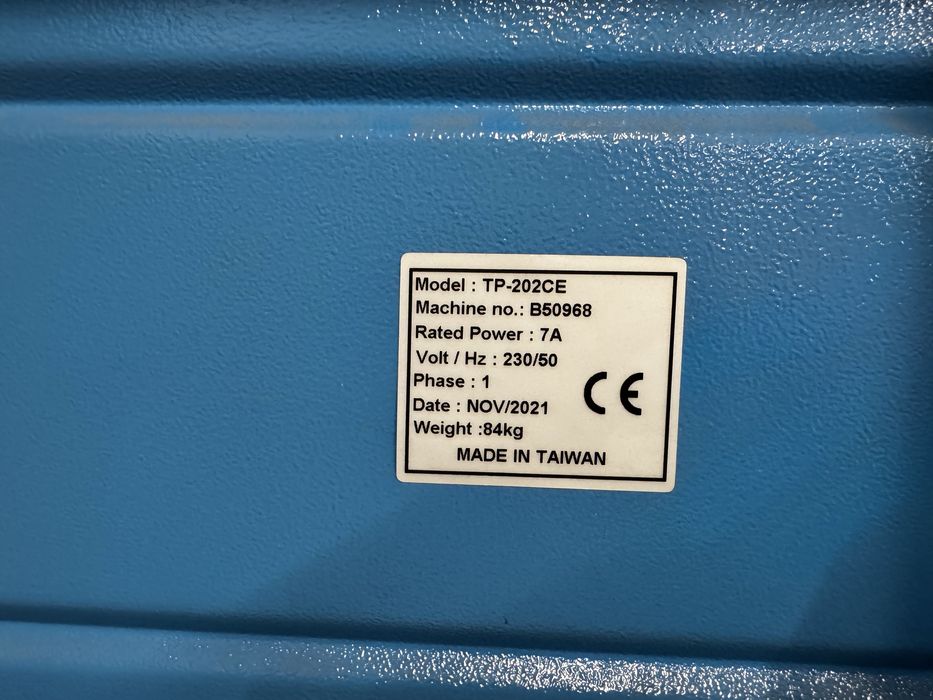 Model : TP-202CE
Machine no.: B50968
Rated Power : 7A
Volt / Hz : 230/50
Phase : 1
Date : NOV/2021
Weight :84kg
CE
MADE IN TAIWAN